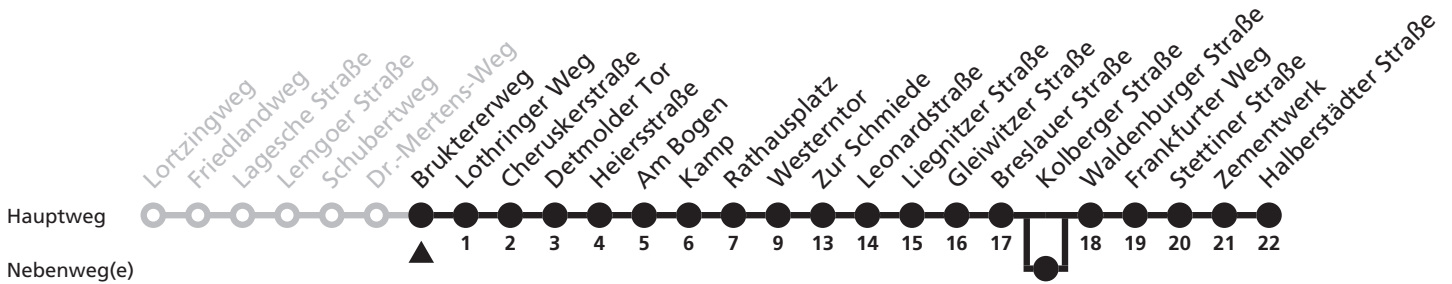 Lortzingweg
Friedlandweg
Lagesche Straße
Lemgoer Straße
Schubertweg
Dr.-Mertens-Weg
Bruktererweg
Lothringer Weg
Cheruskerstraße
Detmolder Tor
Heiersstraße
Am Bogen
Kamp
Rathausplatz
Westerntor
Zur Schmiede
Leonardstraße
Liegnitzer Straße
Gleiwitzer Straße
Breslauer Straße
Kolberger Straße
Waldenburger Straße
Frankfurter Weg
Stettiner Straße
Zementwerk
Halberstädter Straße
Hauptweg
1 2 3 4 5 6 7 9 13 14 15 16 17 18 19 20 21 22
Nebenweg(e)